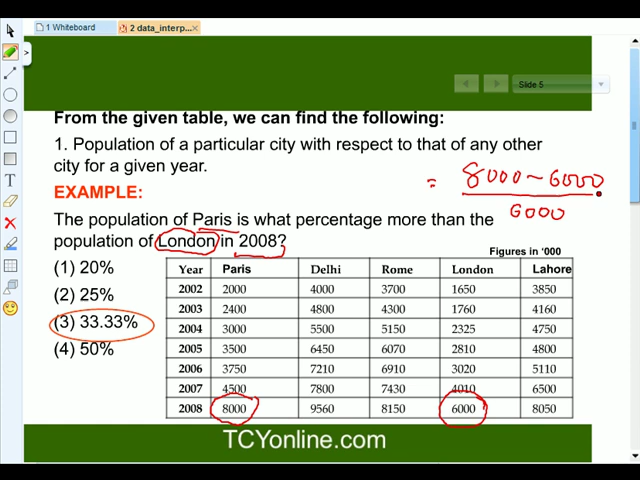 1 Whiteboard 2 data_interp
Slide 5
From the given table, we can find the following:
1. Population of a particular city with respect to that of any other
city for a given year.
= 8000 - 6000
6000
EXAMPLE:
The population of Paris is what percentage more than the
population of London in 2008?
(1) 20%
(2) 25%
(3) 33.33%
(4) 50%
Figures in '000
Year Paris Delhi Rome London Lahore
2002 2000 4000 3700 1650 3850
2003 2400 4800 4300 1760 4160
2004 3000 5500 5150 2325 4750
2005 3500 6450 6070 2810 4800
2006 3750 7210 6910 3020 5110
2007 4500 7800 7430 4010 6500
2008 8000 9560 8150 6000 8050
TCYonline.com